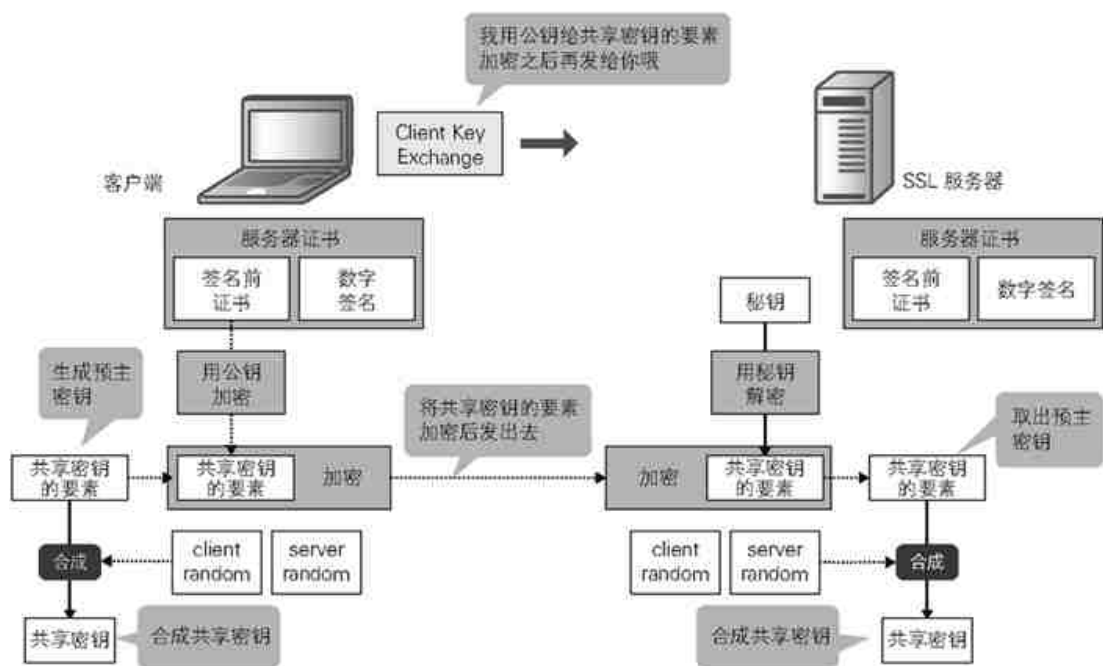 我用公钥给共享密钥的要素
加密之后再发给你哦
Client Key
Exchange
客户端
SSL 服务器
服务器证书
签名前
证书
数字
签名
服务器证书
签名前
证书
数字签名
秘钥
生成预主
密钥
用公钥
加密
将共享密钥的要素
加密后发出去
用秘钥
解密
取出预主
密钥
共享密钥
的要素
共享密钥
的要素
加密
加密
共享密钥
的要素
共享密钥
的要素
合成
client
random
server
random
client
random
server
random
合成
共享密钥
合成共享密钥
合成共享密钥
共享密钥